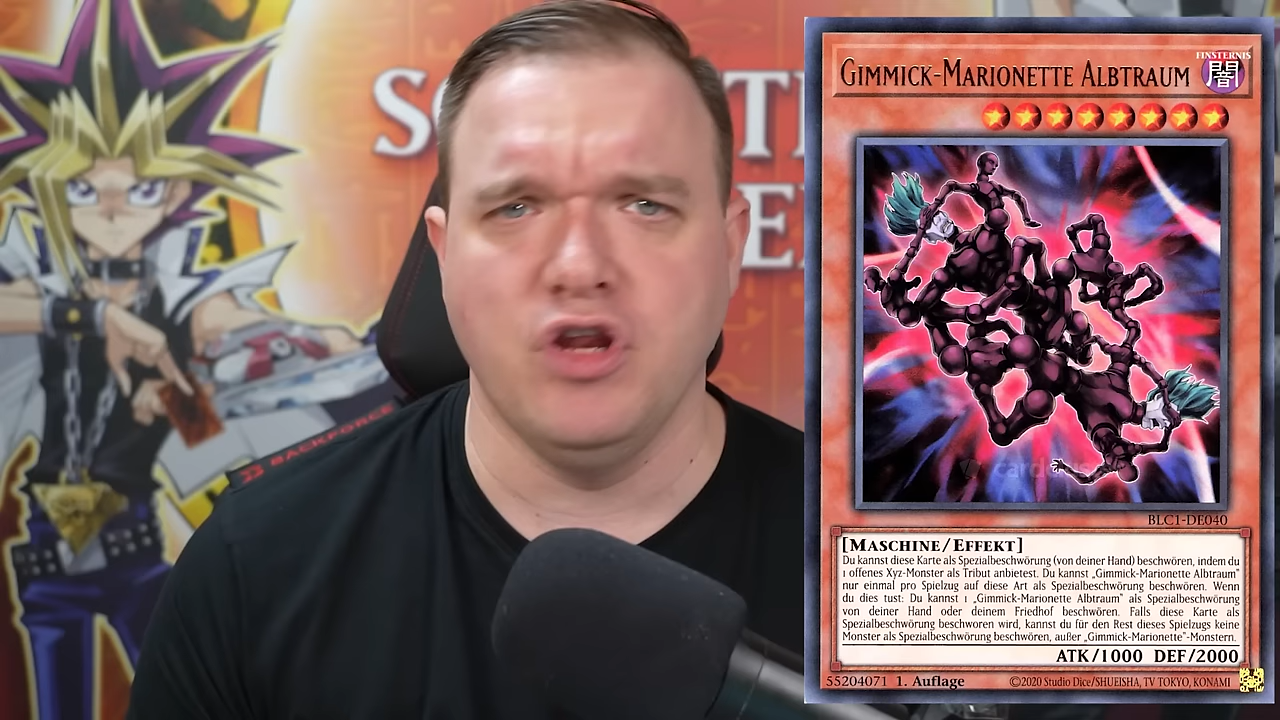 BACKFORCE
GIMMICK-MARIONETTE ALBTRAUM
FINSTERNIS
闇
BLC1-DE040
[MASCHINE/EFFEKT]
Du kannst diese Karte als Spezialbeschwörung (von deiner Hand) beschwören, indem du
1 offenes Xyz-Monster als Tribut anbietest. Du kannst „Gimmick-Marionette Albtraum"
nur einmal pro Spielzug auf diese Art als Spezialbeschwörung beschwören. Wenn
du dies tust: Du kannst 1 „Gimmick-Marionette Albtraum" als Spezialbeschwörung
von deiner Hand oder deinem Friedhof beschwören. Falls diese Karte als
Spezialbeschwörung beschworen wird, kannst du für den Rest dieses Spielzugs keine
Monster als Spezialbeschwörung beschwören, außer „Gimmick-Marionette"-Monstern.
ATK/1000 DEF/2000
55204071 1. Auflage ©2020 Studio Dice/SHUEISHA, TV TOKYO, KONAMI